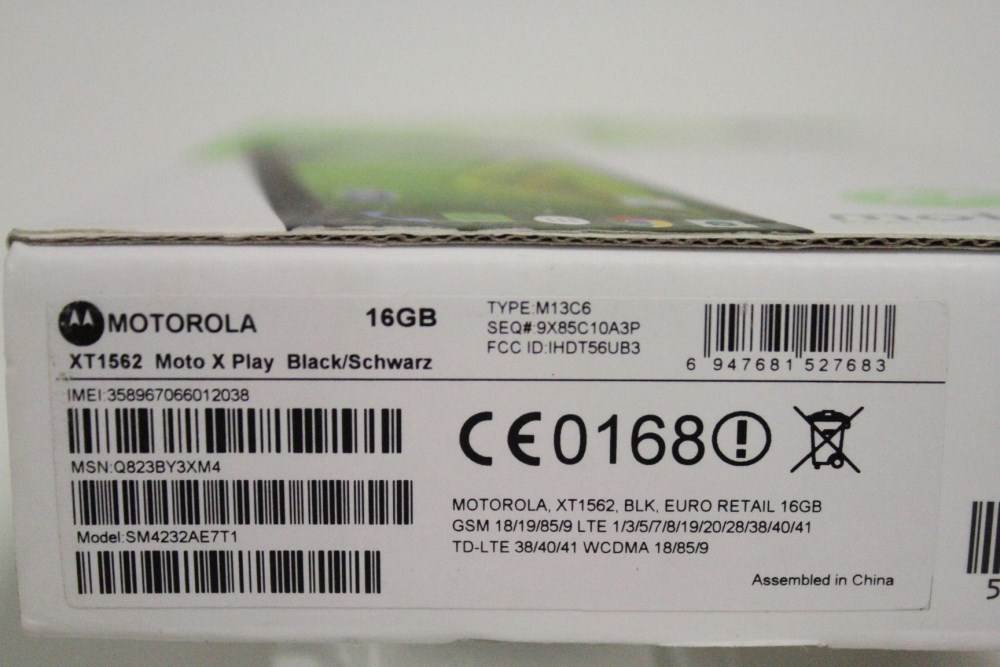 MOTOROLA
16GB
TYPE:M13C6
SEQ#:9X85C10A3P
FCC ID:IHDT56UB3
XT1562 Moto X Play Black/Schwarz
6 947681 527683
IMEI:358967066012038
MSN:Q823BY3XM4
Model:SM4232AE7T1
CE0168
MOTOROLA, XT1562, BLK, EURO RETAIL 16GB
GSM 18/19/85/9 LTE 1/3/5/7/8/19/20/28/38/40/41
TD-LTE 38/40/41 WCDMA 18/85/9
Assembled in China
5